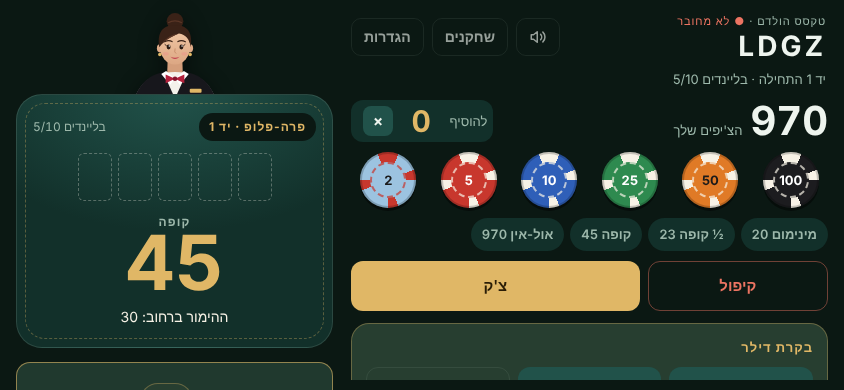 טקסס הולדם · ● לא מחובר
LDGZ
יד 1 התחילה · בליינדים 5/10
שחקנים
הגדרות
970 הצ'יפים שלך
להוסיף 0 ×
100 50 25 10 5 2
מינימום 20
½ קופה 23
קופה 45
אול-אין 970
קיפול
צ'ק
בקרת דילר
פרה-פלופ · יד 1
בליינדים 5/10
קופה
45
ההימור ברחוב: 30